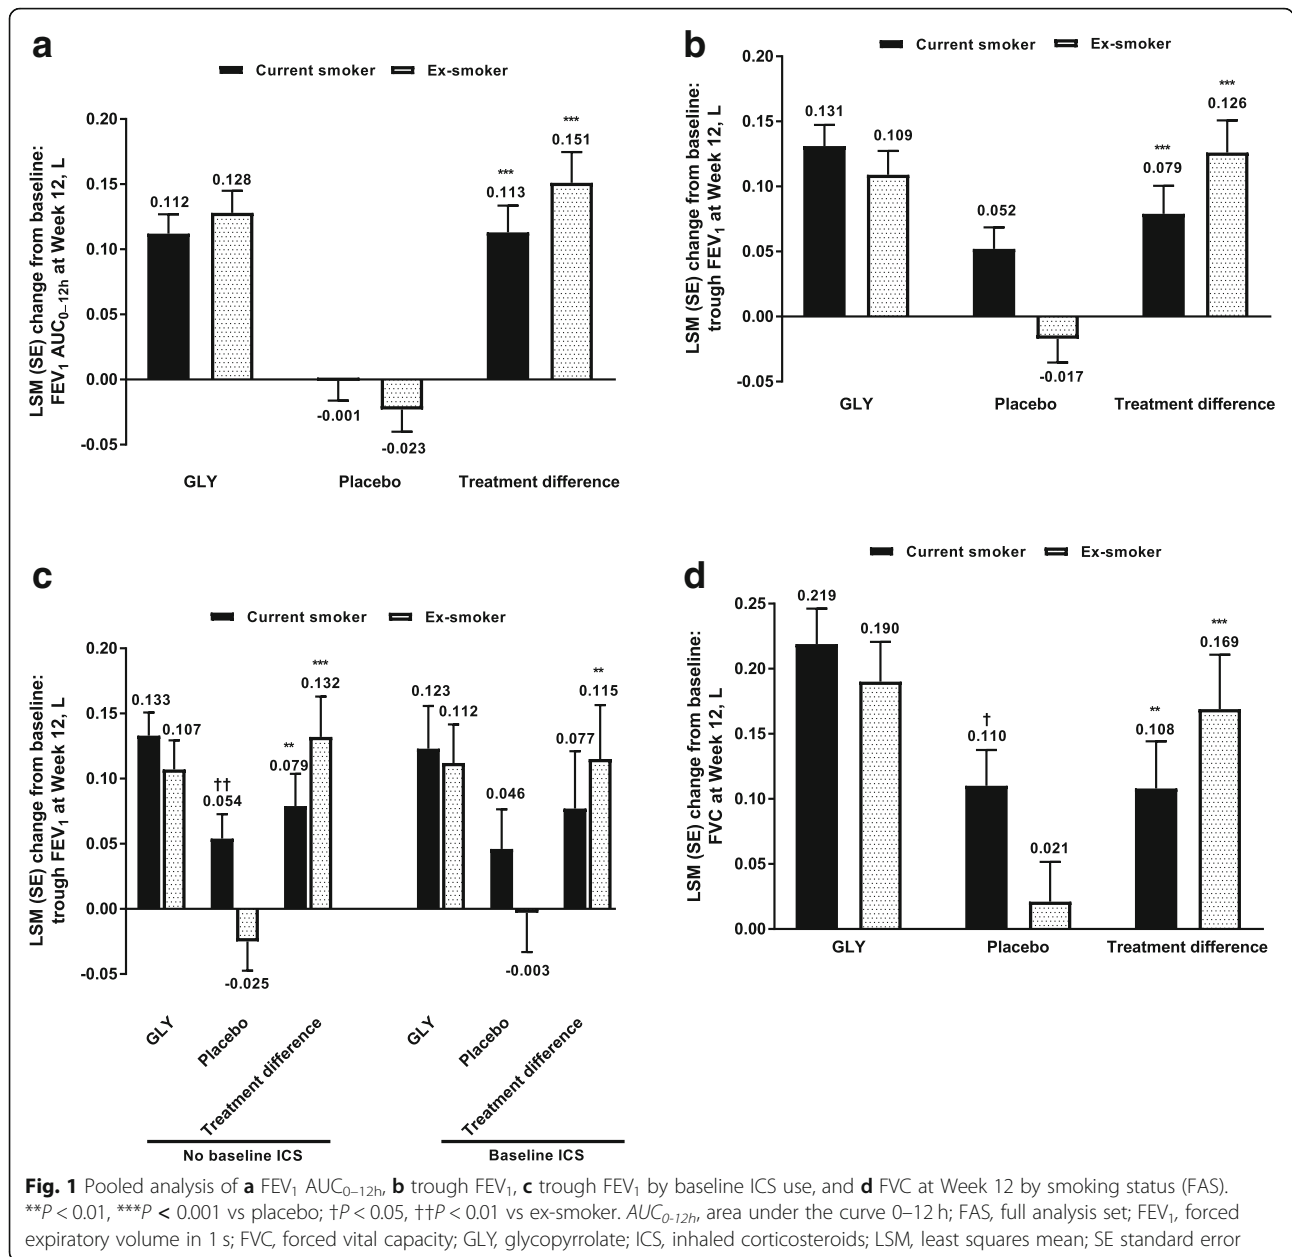 a
Current smoker Ex-smoker
LSM (SE) change from baseline:
FEV₁ AUC₀₋₁₂ₕ at Week 12, L
0.20
0.15
0.10
0.05
0.00
-0.05
0.112
0.128
-0.001
-0.023
***
0.113
***
0.151
GLY Placebo Treatment difference
b
Current smoker Ex-smoker
LSM (SE) change from baseline:
trough FEV₁ at Week 12, L
0.20
0.15
0.10
0.05
0.00
-0.05
0.131
0.109
0.052
-0.017
***
0.079
***
0.126
GLY Placebo Treatment difference
c
Current smoker Ex-smoker
LSM (SE) change from baseline:
trough FEV₁ at Week 12, L
0.20
0.15
0.10
0.05
0.00
-0.05
0.133
0.107
††
0.054
-0.025
**
0.079
***
0.132
0.123
0.112
0.046
-0.003
0.077
**
0.115
GLY Placebo Treatment difference GLY Placebo Treatment difference
No baseline ICS Baseline ICS
d
Current smoker Ex-smoker
LSM (SE) change from baseline:
FVC at Week 12, L
0.25
0.20
0.15
0.10
0.05
0.00
0.219
0.190
†
0.110
0.021
**
0.108
***
0.169
GLY Placebo Treatment difference
Fig. 1 Pooled analysis of a FEV₁ AUC₀₋₁₂ₕ, b trough FEV₁, c trough FEV₁ by baseline ICS use, and d FVC at Week 12 by smoking status (FAS).
**P < 0.01, ***P < 0.001 vs placebo; †P < 0.05, ††P < 0.01 vs ex-smoker. AUC₀₋₁₂ₕ, area under the curve 0–12 h; FAS, full analysis set; FEV₁, forced
expiratory volume in 1 s; FVC, forced vital capacity; GLY, glycopyrrolate; ICS, inhaled corticosteroids; LSM, least squares mean; SE standard error